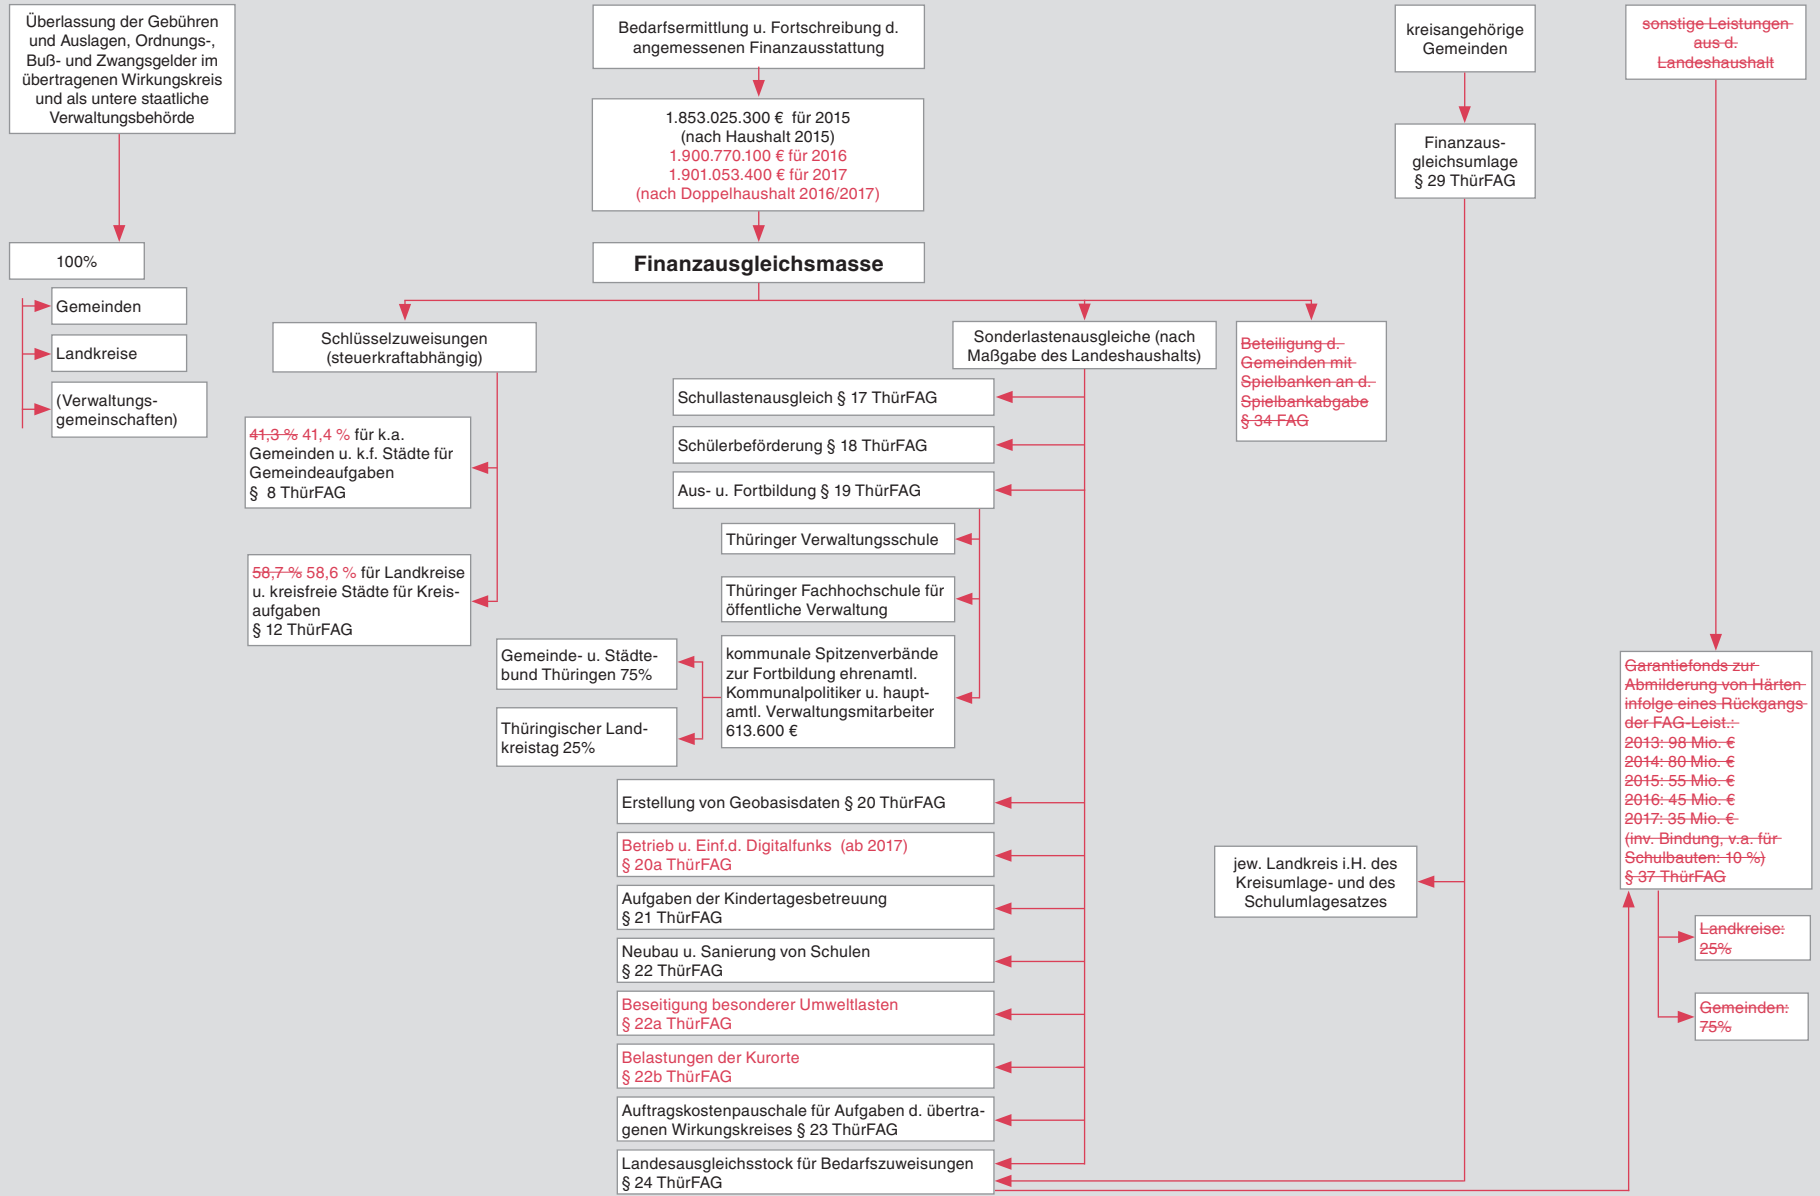 Überlassung der Gebühren
und Auslagen, Ordnungs-,
Buß- und Zwangsgelder im
übertragenen Wirkungskreis
und als untere staatliche
Verwaltungsbehörde
100%
Gemeinden
Landkreise
(Verwaltungs-
gemeinschaften)
Bedarfsermittlung u. Fortschreibung d.
angemessenen Finanzausstattung
1.853.025.300 € für 2015
(nach Haushalt 2015)
1.900.770.100 € für 2016
1.901.053.400 € für 2017
(nach Doppelhaushalt 2016/2017)
Finanzausgleichsmasse
Schlüsselzuweisungen
(steuerkraftabhängig)
41,3 % 41,4 % für k.a.
Gemeinden u. k.f. Städte für
Gemeindeaufgaben
§ 8 ThürFAG
58,7 % 58,6 % für Landkreise
u. kreisfreie Städte für Kreis-
aufgaben
§ 12 ThürFAG
Sonderlastenausgleiche (nach
Maßgabe des Landeshaushalts)
Schullastenausgleich § 17 ThürFAG
Schülerbeförderung § 18 ThürFAG
Aus- u. Fortbildung § 19 ThürFAG
Thüringer Verwaltungsschule
Thüringer Fachhochschule für
öffentliche Verwaltung
kommunale Spitzenverbände
zur Fortbildung ehrenamtl.
Kommunalpolitiker u. haupt-
amtl. Verwaltungsmitarbeiter
613.600 €
Gemeinde- u. Städte-
bund Thüringen 75%
Thüringischer Land-
kreistag 25%
Erstellung von Geobasisdaten § 20 ThürFAG
Betrieb u. Einf.d. Digitalfunks (ab 2017)
§ 20a ThürFAG
Aufgaben der Kindertagesbetreuung
§ 21 ThürFAG
Neubau u. Sanierung von Schulen
§ 22 ThürFAG
Beseitigung besonderer Umweltlasten
§ 22a ThürFAG
Belastungen der Kurorte
§ 22b ThürFAG
Auftragskostenpauschale für Aufgaben d. übertra-
genen Wirkungskreises § 23 ThürFAG
Landesausgleichsstock für Bedarfszuweisungen
§ 24 ThürFAG
Beteiligung d.
Gemeinden mit
Spielbanken an d.
Spielbankabgabe
§ 34 FAG
kreisangehörige
Gemeinden
Finanzaus-
gleichsumlage
§ 29 ThürFAG
jew. Landkreis i.H. des
Kreisumlage- und des
Schulumlagesatzes
sonstige Leistungen
aus d.
Landeshaushalt
Garantiefonds zur
Abmilderung von Härten
infolge eines Rückgangs
der FAG-Leist.:
2013: 98 Mio. €
2014: 80 Mio. €
2015: 55 Mio. €
2016: 45 Mio. €
2017: 35 Mio. €
(inv. Bindung, v.a. für
Schulbauten: 10 %)
§ 37 ThürFAG
Landkreise:
25%
Gemeinden:
75%